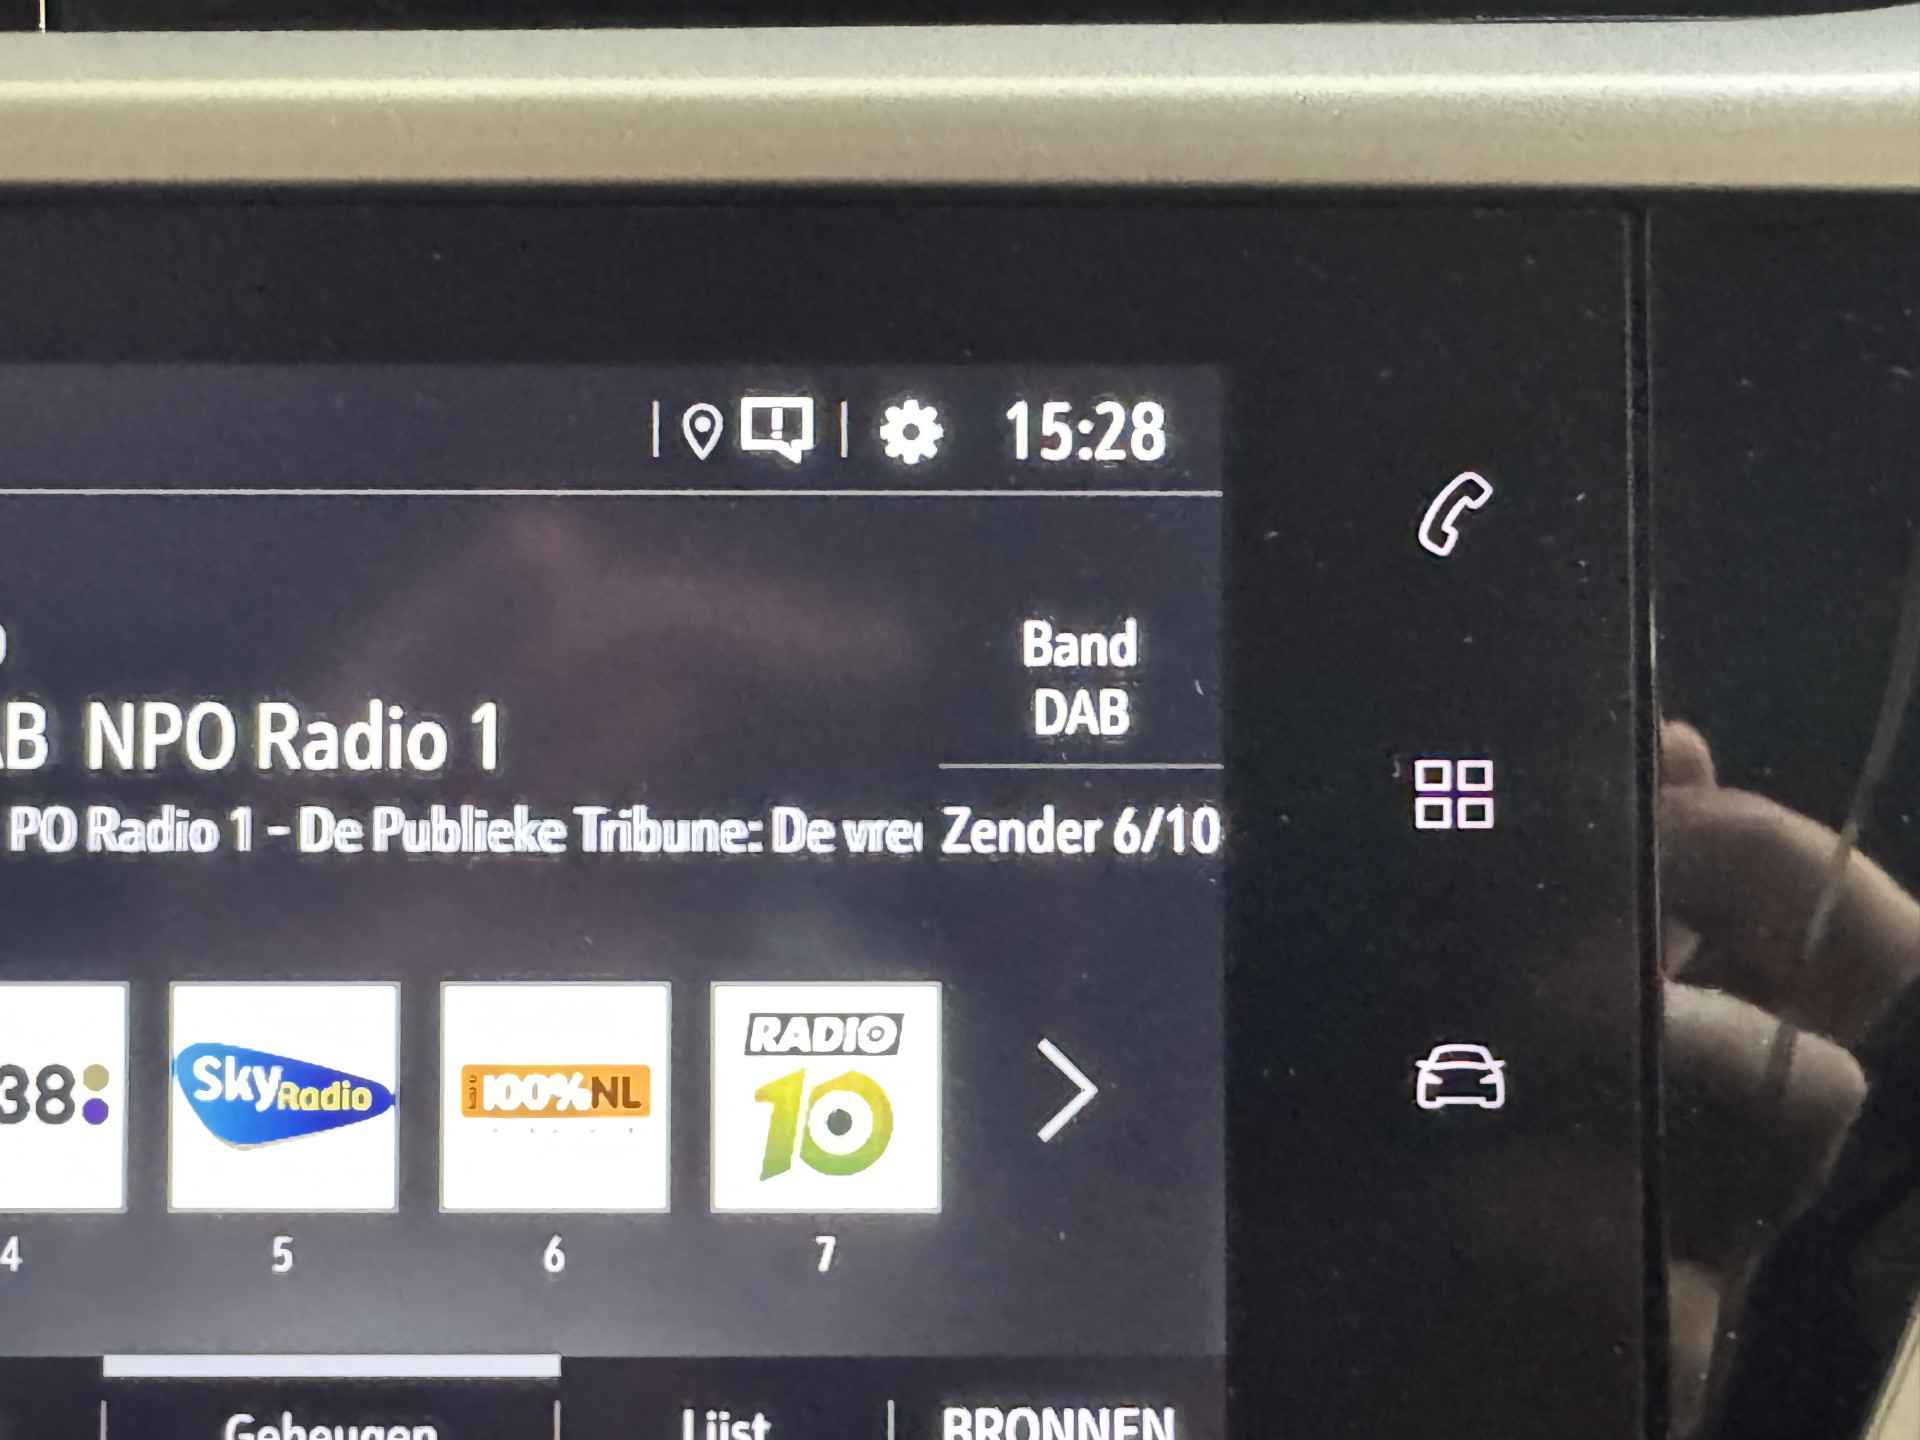 15:28
Band
DAB
NPO Radio 1
PO Radio 1 - De Publieke Tribune: De vre
Zender 6/10
38
Sky Radio
100% NL
RADIO
10
4
5
6
7
Geheugen
Lijst
BRONNEN